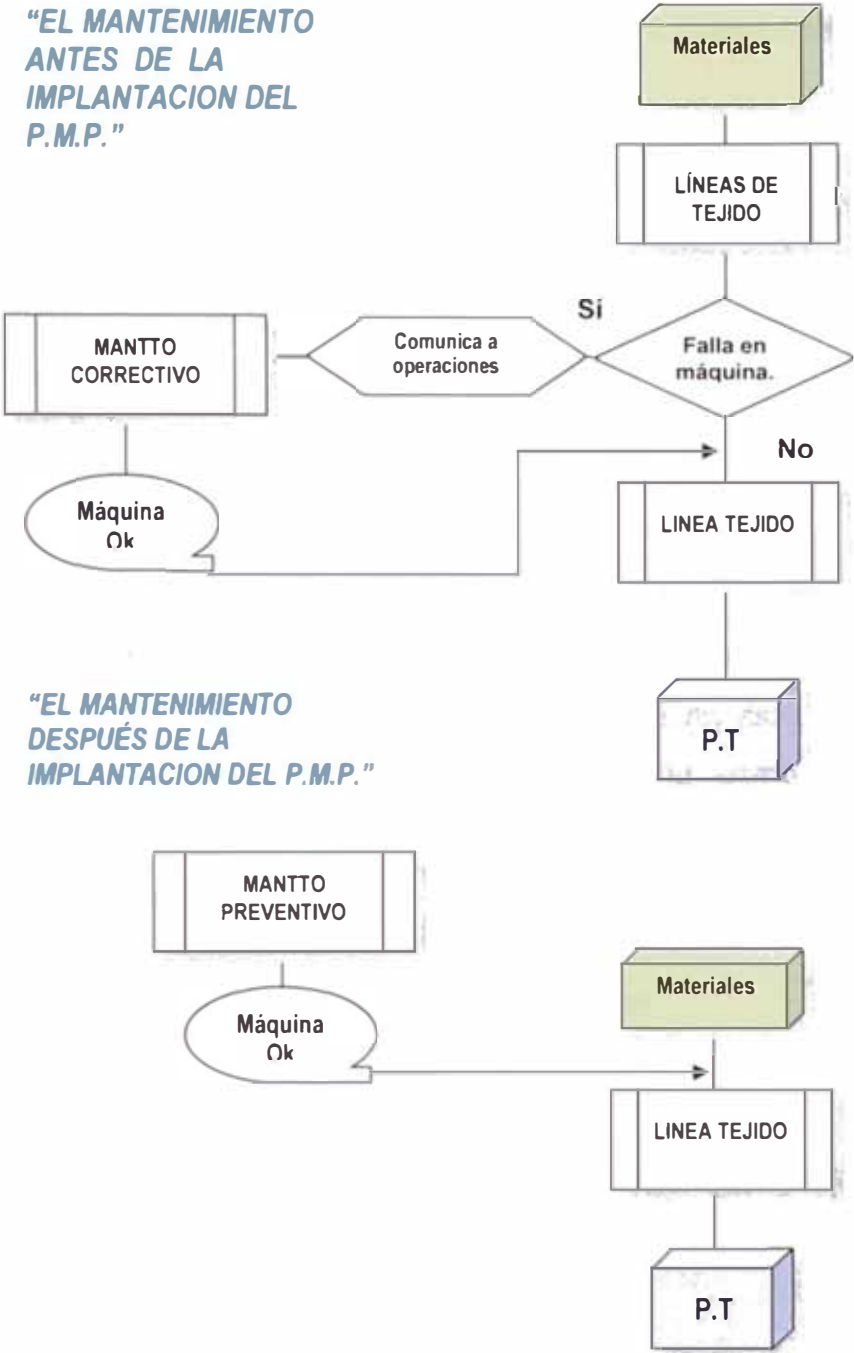 “EL MANTENIMIENTO
ANTES DE LA
IMPLANTACION DEL
P.M.P.”
Materiales
LÍNEAS DE
TEJIDO
Si
Falla en
máquina.
Comunica a
operaciones
MANTTO
CORRECTIVO
No
Máquina
Ok
LINEA TEJIDO
P.T
“EL MANTENIMIENTO
DESPUÉS DE LA
IMPLANTACION DEL P.M.P.”
MANTTO
PREVENTIVO
Máquina
Ok
Materiales
LINEA TEJIDO
P.T